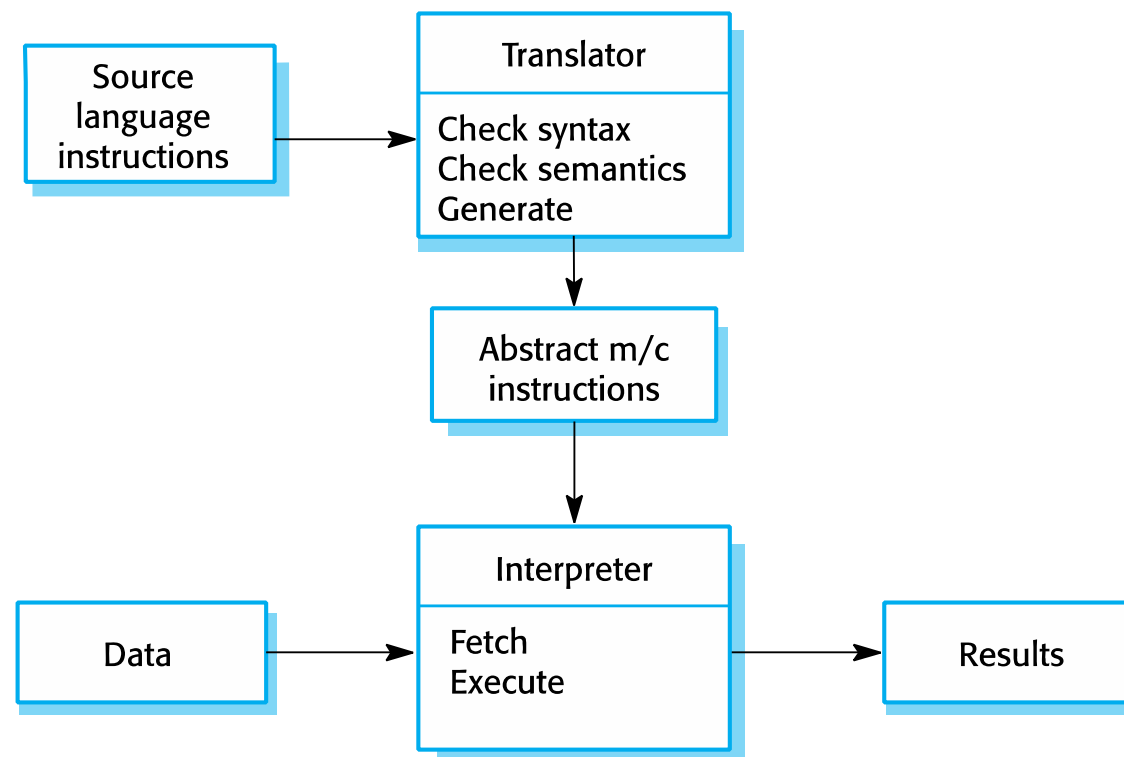 Source
language
instructions
Translator
Check syntax
Check semantics
Generate
Abstract m/c
instructions
Interpreter
Fetch
Execute
Data
Results